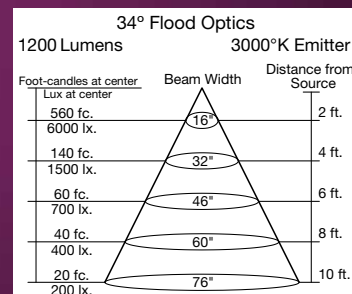 34º Flood Optics
1200 Lumens 3000°K Emitter
Foot-candles at center
Lux at center
Beam Width
Distance from
Source
560 fc.
6000 lx.
16"
2 ft.
140 fc.
1500 lx.
32"
4 ft.
60 fc.
700 lx.
46"
6 ft.
40 fc.
400 lx.
60"
8 ft.
20 fc.
200 lx.
76"
10 ft.